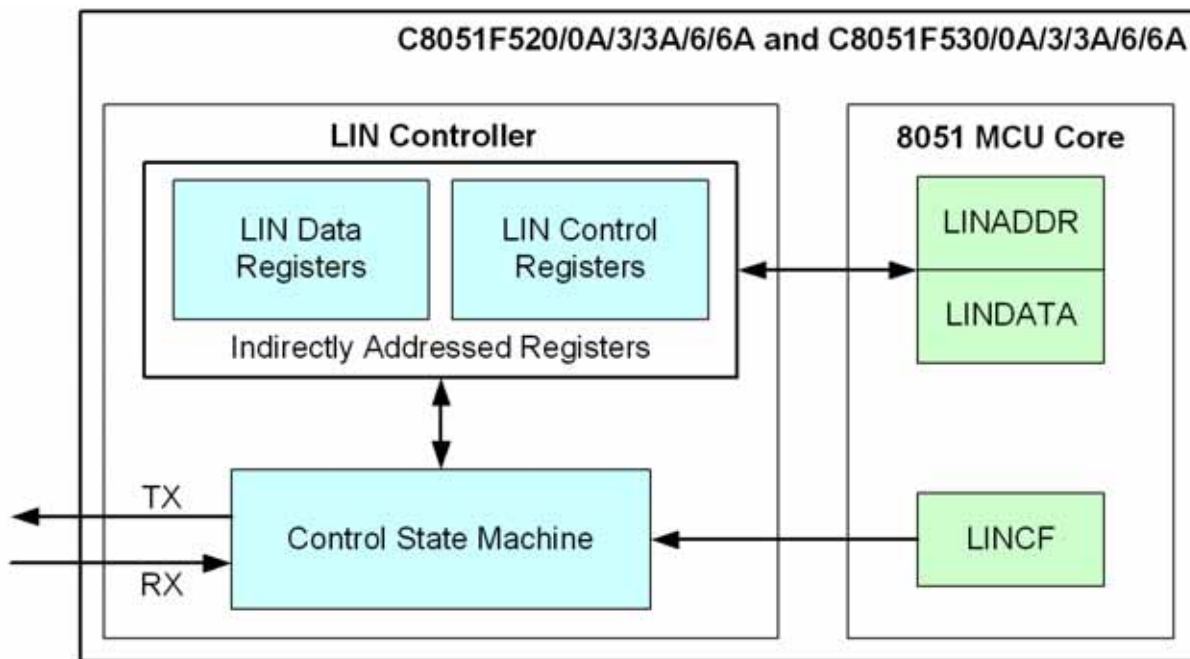 C8051F520/0A/3/3A/6/6A and C8051F530/0A/3/3A/6/6A
LIN Controller
LIN Data
Registers
LIN Control
Registers
Indirectly Addressed Registers
8051 MCU Core
LINADDR
LINDATA
TX
RX
Control State Machine
LINCF